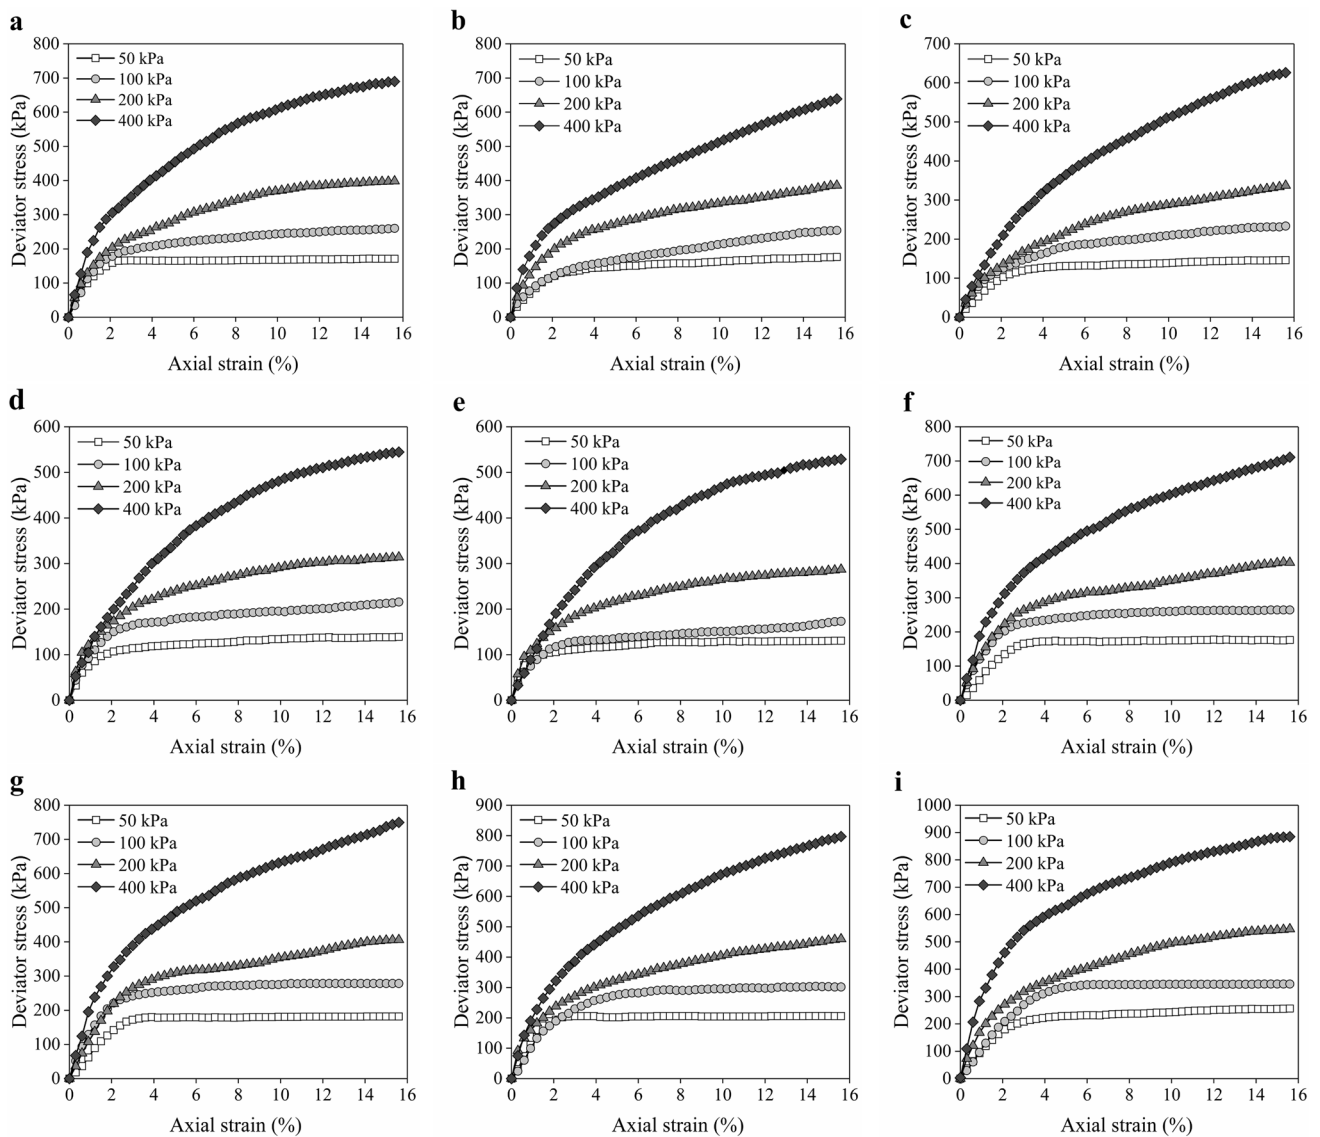 a
800
700
600
500
400
300
200
100
0
0 2 4 6 8 10 12 14 16
Deviator stress (kPa)
Axial strain (%)
50 kPa
100 kPa
200 kPa
400 kPa
b
800
700
600
500
400
300
200
100
0
0 2 4 6 8 10 12 14 16
Deviator stress (kPa)
Axial strain (%)
50 kPa
100 kPa
200 kPa
400 kPa
c
700
600
500
400
300
200
100
0
0 2 4 6 8 10 12 14 16
Deviator stress (kPa)
Axial strain (%)
50 kPa
100 kPa
200 kPa
400 kPa
d
600
500
400
300
200
100
0
0 2 4 6 8 10 12 14 16
Deviator stress (kPa)
Axial strain (%)
50 kPa
100 kPa
200 kPa
400 kPa
e
600
500
400
300
200
100
0
0 2 4 6 8 10 12 14 16
Deviator stress (kPa)
Axial strain (%)
50 kPa
100 kPa
200 kPa
400 kPa
f
800
700
600
500
400
300
200
100
0
0 2 4 6 8 10 12 14 16
Deviator stress (kPa)
Axial strain (%)
50 kPa
100 kPa
200 kPa
400 kPa
g
800
700
600
500
400
300
200
100
0
0 2 4 6 8 10 12 14 16
Deviator stress (kPa)
Axial strain (%)
50 kPa
100 kPa
200 kPa
400 kPa
h
900
800
700
600
500
400
300
200
100
0
0 2 4 6 8 10 12 14 16
Deviator stress (kPa)
Axial strain (%)
50 kPa
100 kPa
200 kPa
400 kPa
i
1000
900
800
700
600
500
400
300
200
100
0
0 2 4 6 8 10 12 14 16
Deviator stress (kPa)
Axial strain (%)
50 kPa
100 kPa
200 kPa
400 kPa